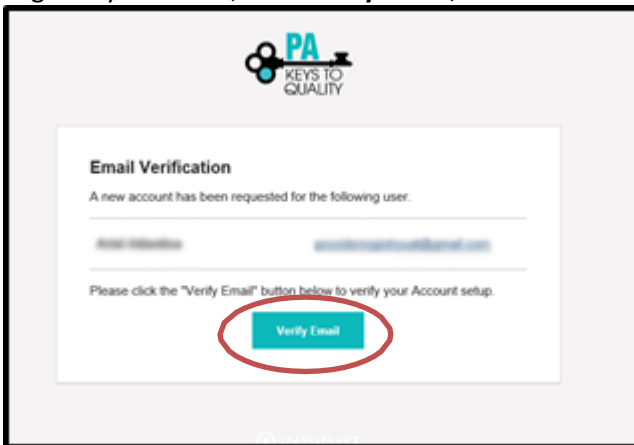 PA
KEYS TO
QUALITY
Email Verification
A new account has been requested for the following user.
Please click the "Verify Email" button below to verify your Account setup.
Verify Email
INSIGHT